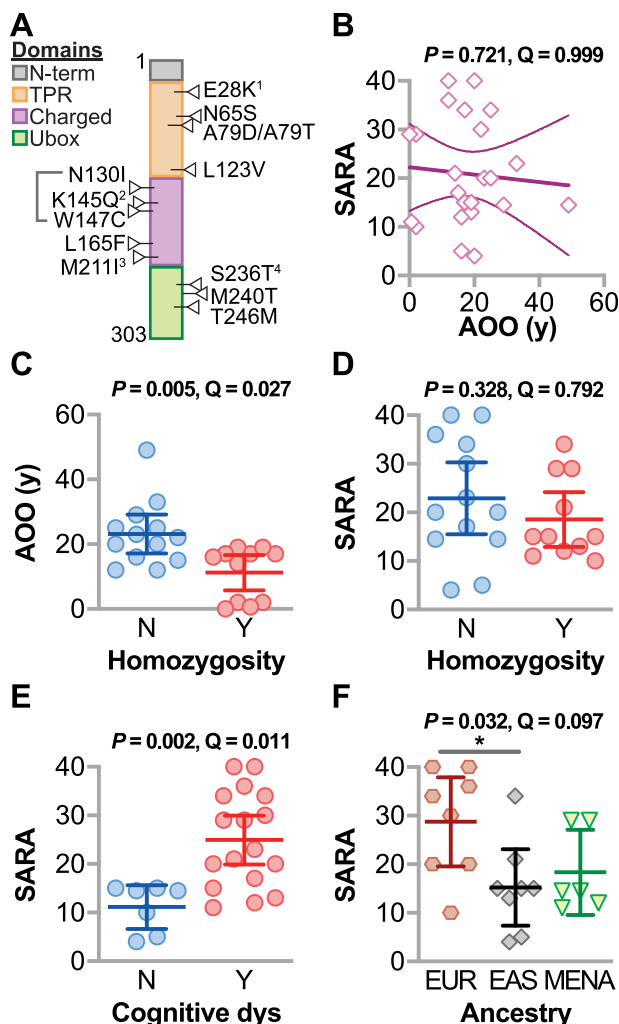 A
Domains
N-term
TPR
Charged
Ubox
1
E28K¹
N65S
A79D/A79T
L123V
N130I
K145Q²
W147C
L165F
M211I³
S236T⁴
M240T
T246M
303
B
P = 0.721, Q = 0.999
SARA
40
30
20
10
0
0 20 40 60
AOO (y)
C
P = 0.005, Q = 0.027
AOO (y)
60
40
20
0
N Y
Homozygosity
D
P = 0.328, Q = 0.792
SARA
40
30
20
10
0
N Y
Homozygosity
E
P = 0.002, Q = 0.011
SARA
40
30
20
10
0
N Y
Cognitive dys
F
P = 0.032, Q = 0.097
*
SARA
40
30
20
10
0
EUR EAS MENA
Ancestry